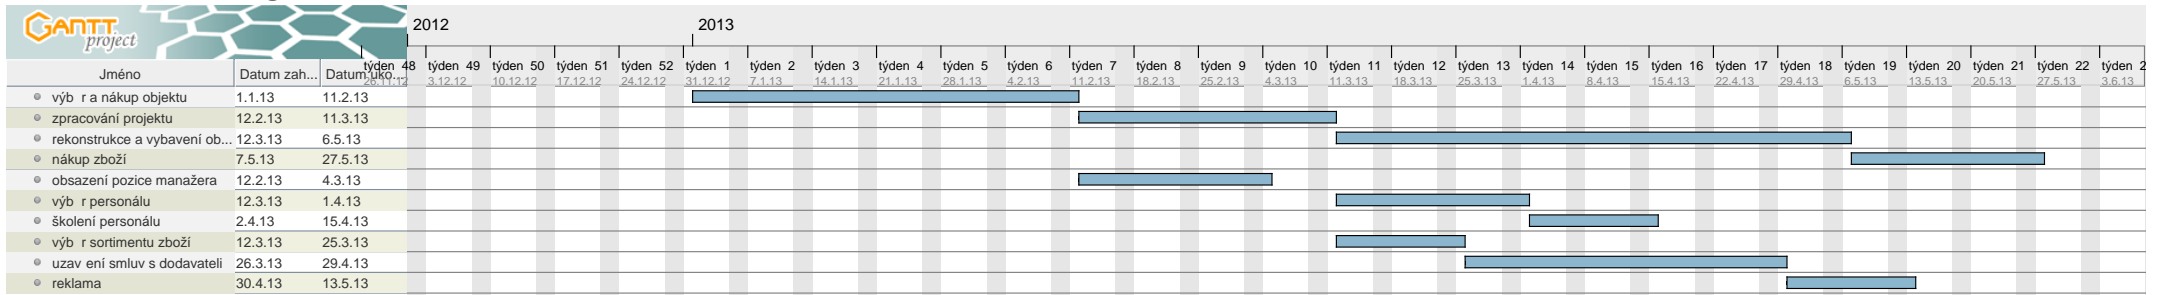 GANTT
project
2012 2013
týden 48 týden 49 týden 50 týden 51 týden 52 týden 1 týden 2 týden 3 týden 4 týden 5 týden 6 týden 7 týden 8 týden 9 týden 10 týden 11 týden 12 týden 13 týden 14 týden 15 týden 16 týden 17 týden 18 týden 19 týden 20 týden 21 týden 22 týden 2
Jméno Datum zah... Datum uko...
26.11.12 3.12.12 10.12.12 17.12.12 24.12.12 31.12.12 7.1.13 14.1.13 21.1.13 28.1.13 4.2.13 11.2.13 18.2.13 25.2.13 4.3.13 11.3.13 18.3.13 25.3.13 1.4.13 8.4.13 15.4.13 22.4.13 29.4.13 6.5.13 13.5.13 20.5.13 27.5.13 3.6.13
výb r a nákup objektu 1.1.13 11.2.13
zpracování projektu 12.2.13 11.3.13
rekonstrukce a vybavení ob... 12.3.13 6.5.13
nákup zboží 7.5.13 27.5.13
obsazení pozice manažera 12.2.13 4.3.13
výb r personálu 12.3.13 1.4.13
školení personálu 2.4.13 15.4.13
výb r sortimentu zboží 12.3.13 25.3.13
uzav ení smluv s dodavateli 26.3.13 29.4.13
reklama 30.4.13 13.5.13